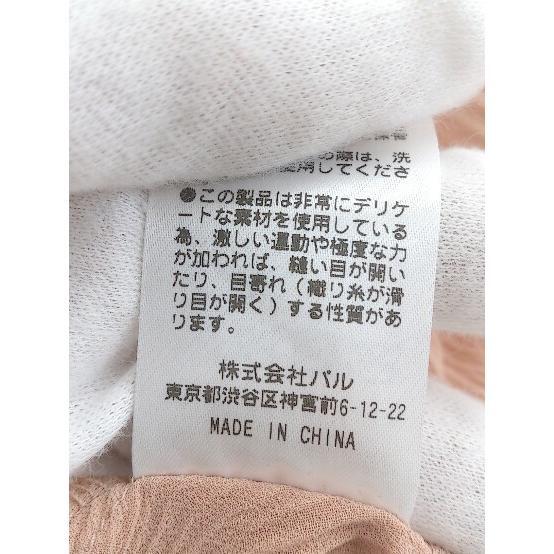 の際は、洗
使用してくださ
●この製品は非常にデリケ
ートな素材を使用している
為、激しい運動や極度な力
が加われば、縫い目が開い
たり、目寄れ（織り糸が滑
り目が開く）する性質があ
ります。
株式会社パル
東京都渋谷区神宮前6-12-22
MADE IN CHINA